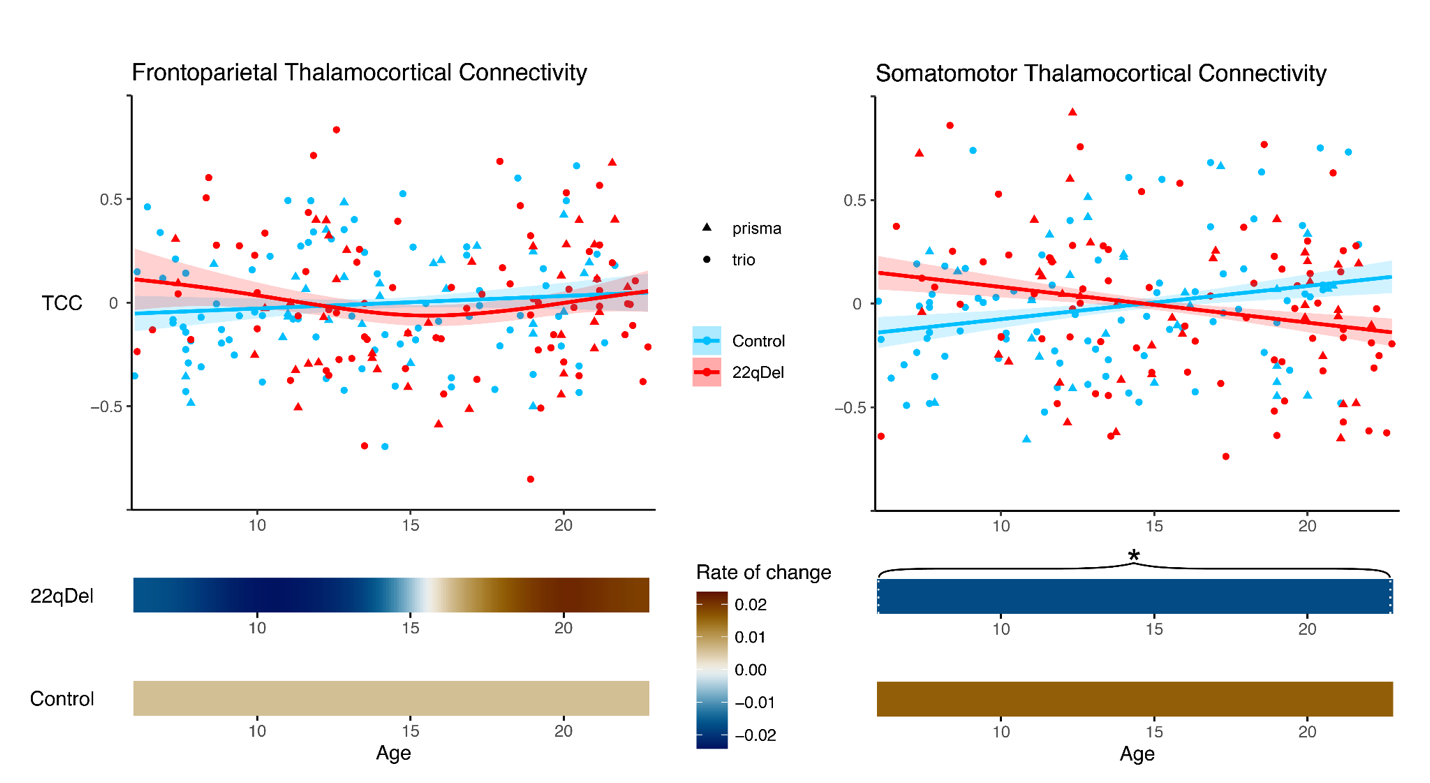 Frontoparietal Thalamocortical Connectivity
Somatomotor Thalamocortical Connectivity
TCC
0.5
0
−0.5
10 15 20
prisma
trio
Control
22qDel
0.5
0
−0.5
10 15 20
22qDel
10 15 20
Control
10 15 20
Age
Rate of change
0.02
0.01
0.00
−0.01
−0.02
*
10 15 20
10 15 20
Age